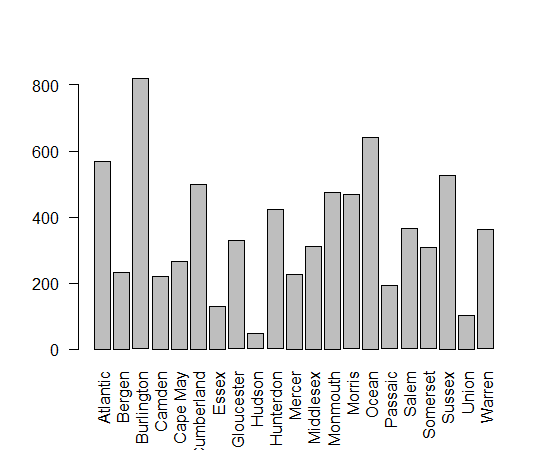 800
600
400
200
0
Atlantic
Bergen
Burlington
Camden
Cape May
Cumberland
Essex
Gloucester
Hudson
Hunterdon
Mercer
Middlesex
Monmouth
Morris
Ocean
Passaic
Salem
Somerset
Sussex
Union
Warren